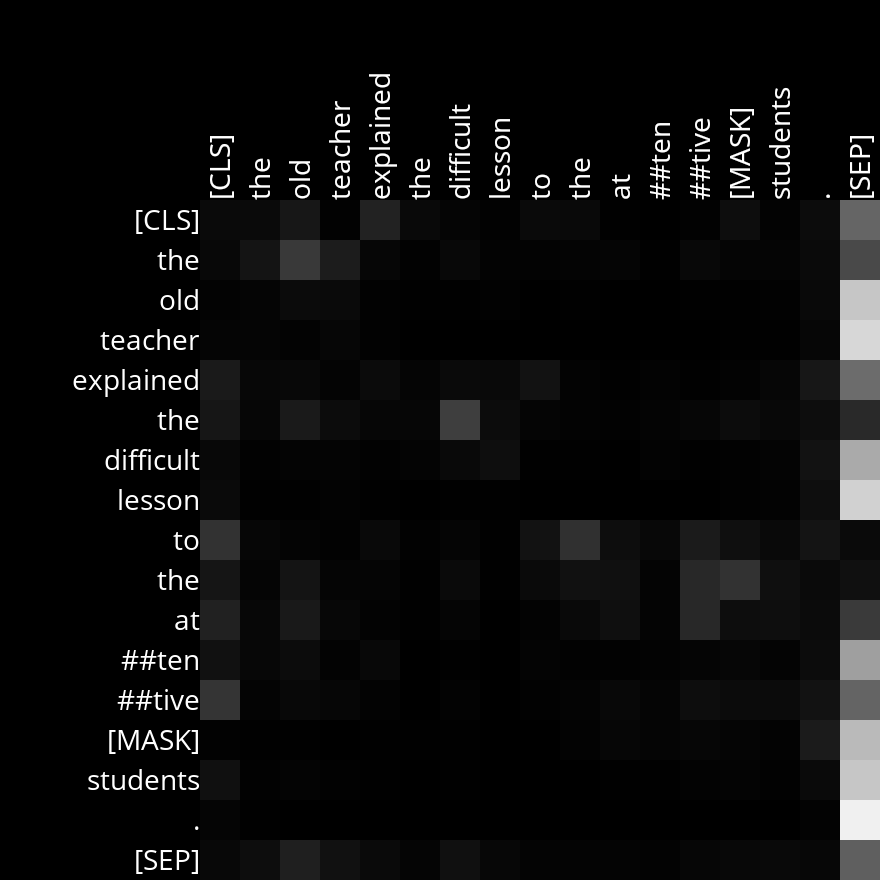 [CLS] the old teacher explained the difficult lesson to the at ##ten ##tive [MASK] students . [SEP]
[CLS]
the
old
teacher
explained
the
difficult
lesson
to
the
at
##ten
##tive
[MASK]
students
.
[SEP]